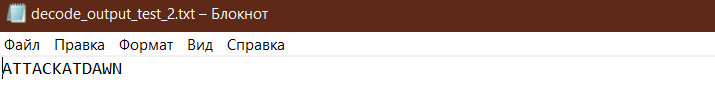 decode_output_test_2.txt – Блокнот
Файл Правка Формат Вид Справка
ATTACKATDAWN